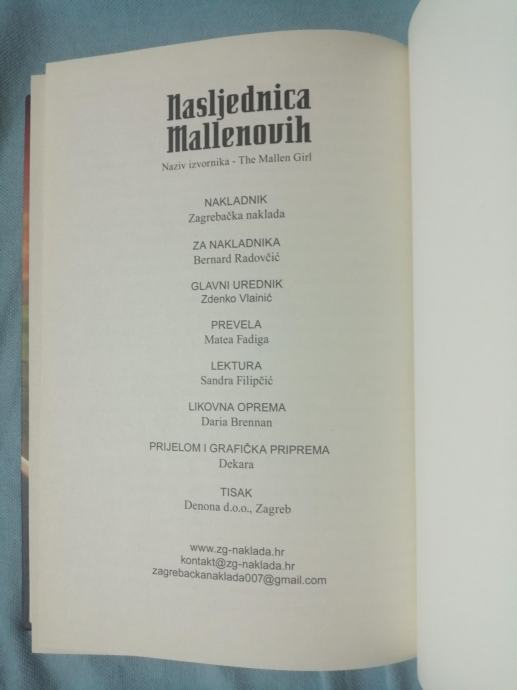 Nasljednica
Mallenovih
Naziv izvornika - The Mallen Girl
NAKLADNIK
Zagrebačka naklada
ZA NAKLADNIKA
Bernard Radovčić
GLAVNI UREDNIK
Zdenko Vlainić
PREVELA
Matea Fadiga
LEKTURA
Sandra Filipčić
LIKOVNA OPREMA
Daria Brennan
PRIJELOM I GRAFIČKA PRIPREMA
Dekara
TISAK
Denona d.o.o., Zagreb
www.zg-naklada.hr
kontakt@zg-naklada.hr
zagrebackanaklada007@gmail.com